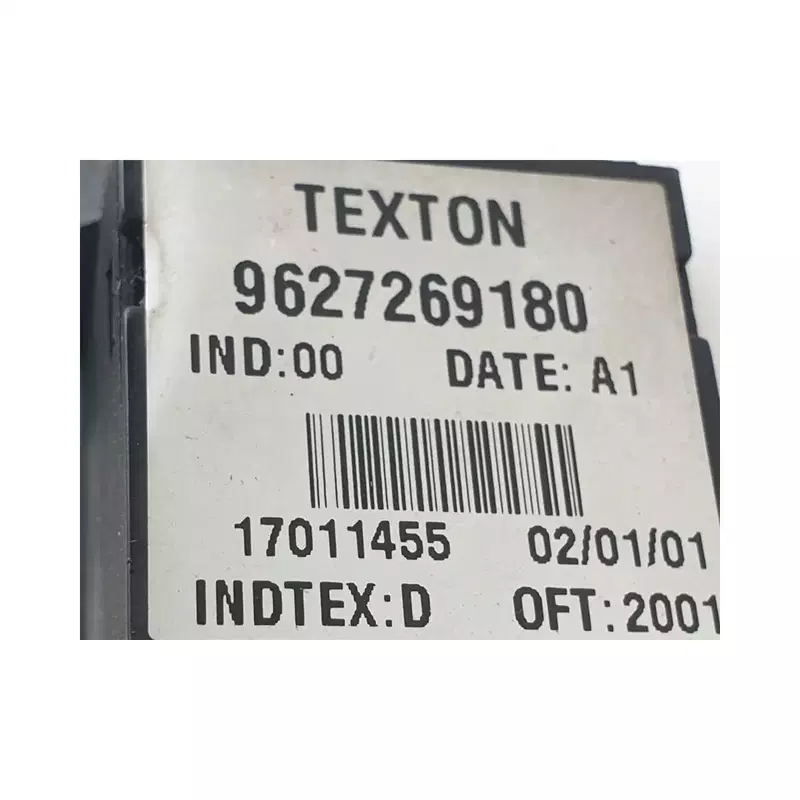 TEXTON
9627269180
IND:00 DATE: A1
17011455 02/01/01
INDTEX:D OFT:2001